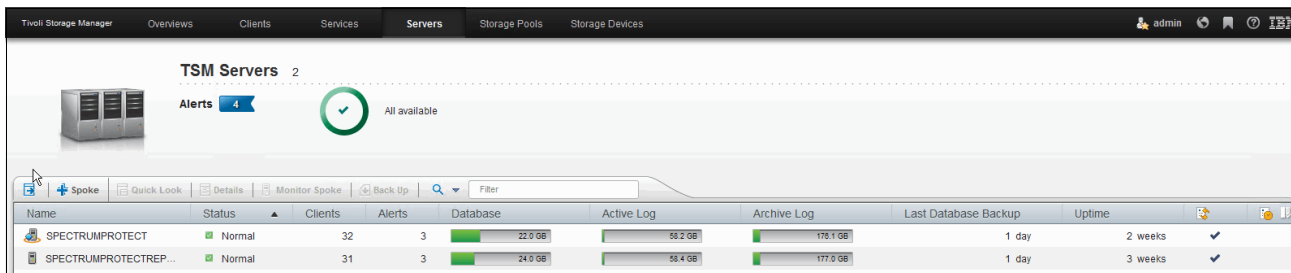 Tivoli Storage Manager Overviews Clients Services Servers Storage Pools Storage Devices admin IBM
TSM Servers 2
Alerts 4 All available
Spoke Quick Look Details Monitor Spoke Back Up Filter
Name Status Clients Alerts Database Active Log Archive Log Last Database Backup Uptime
SPECTRUMPROTECT Normal 32 3 22.0 GB 58.2 GB 176.1 GB 1 day 2 weeks
SPECTRUMPROTECTREP... Normal 31 3 24.0 GB 58.4 GB 177.0 GB 1 day 3 weeks